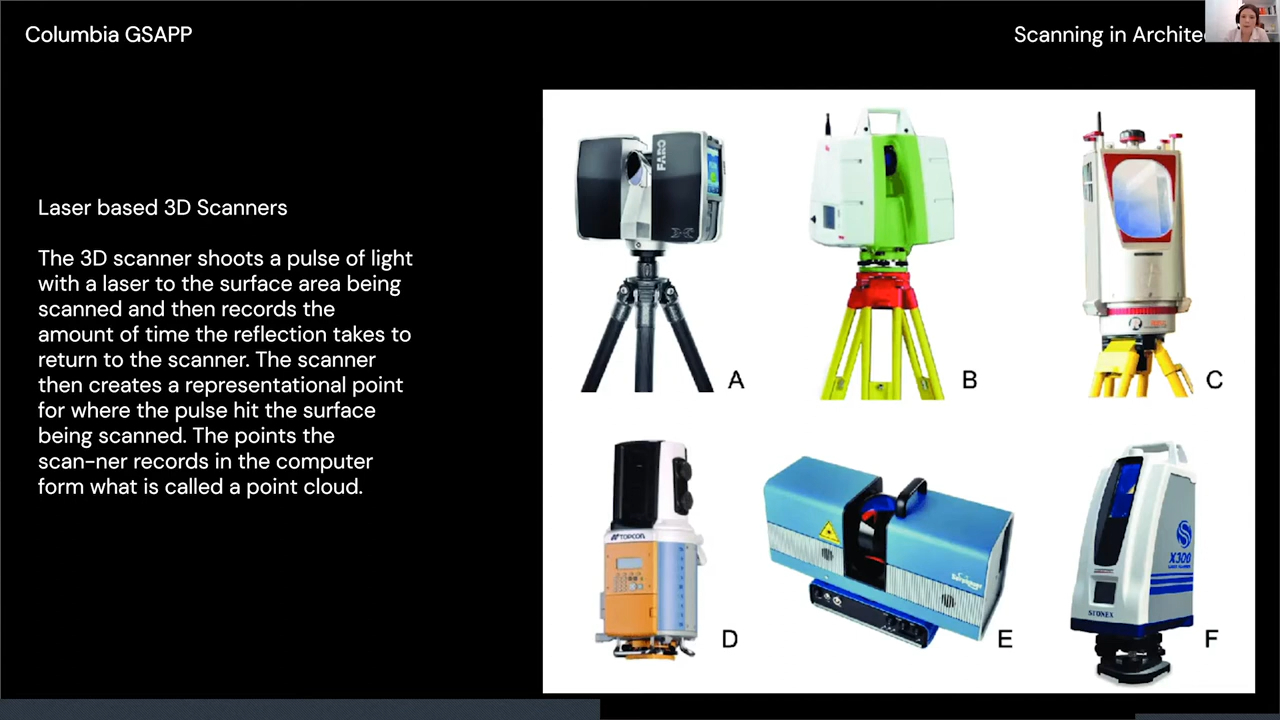 Columbia GSAPP
Scanning in Archite
Laser based 3D Scanners
The 3D scanner shoots a pulse of light
with a laser to the surface area being
scanned and then records the
amount of time the reflection takes to
return to the scanner. The scanner
then creates a representational point
for where the pulse hit the surface
being scanned. The points the
scan-ner records in the computer
form what is called a point cloud.
FARO
A
B
C
TOPCON
D
E
X300
LASER SCANNER
STONEX
F